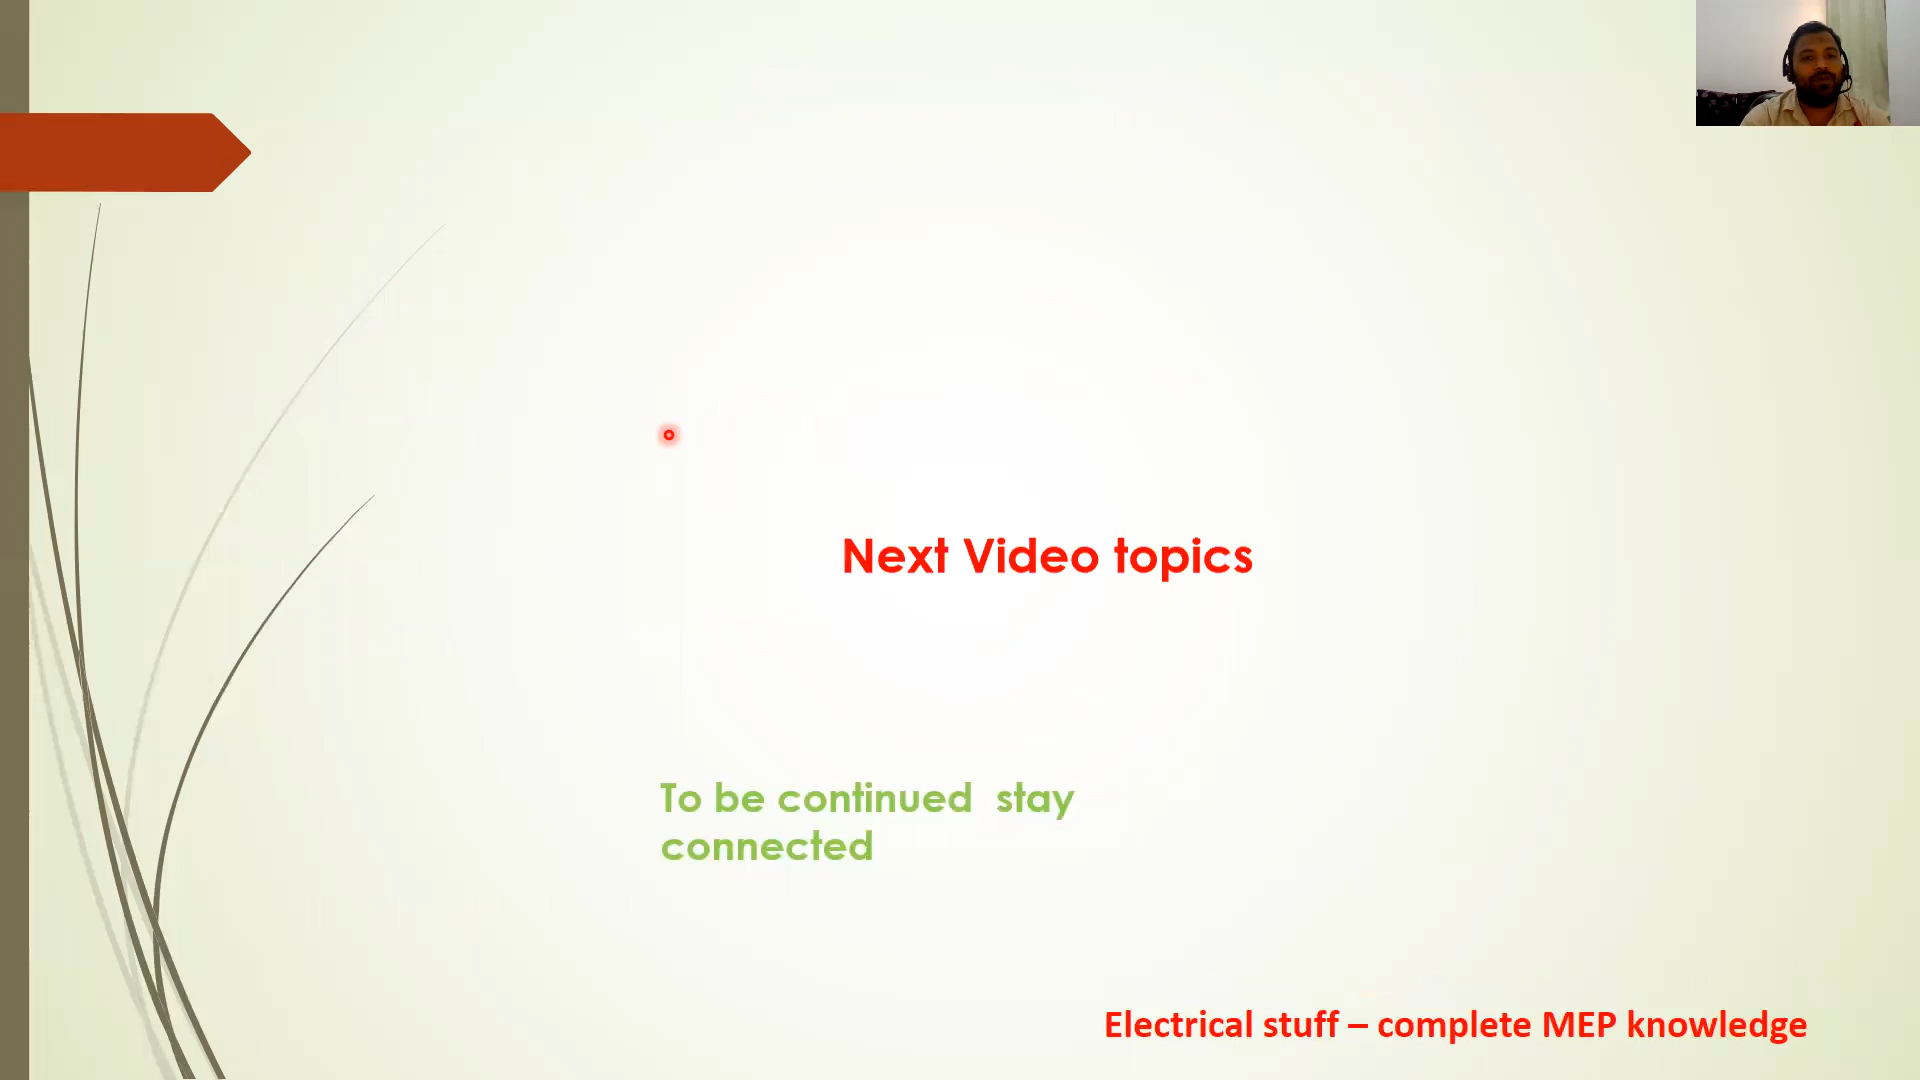 Next Video topics
To be continued  stay
connected
Electrical stuff – complete MEP knowledge